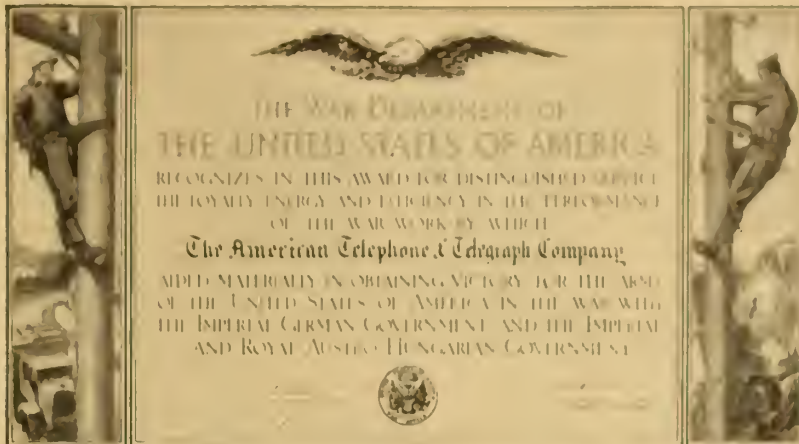 THE WAR DEPARTMENT OF
THE UNITED STATES OF AMERICA
RECOGNIZES IN THIS AWARD FOR DISTINGUISHED SERVICE
THE LOYALTY ENERGY AND EFFICIENCY IN THE PERFORMANCE
OF THE WAR WORK BY WHICH
The American Telephone & Telegraph Company
AIDED MATERIALLY IN OBTAINING VICTORY FOR THE ARMS
OF THE UNITED STATES OF AMERICA IN THE WAR WITH
THE IMPERIAL GERMAN GOVERNMENT AND THE IMPERIAL
AND ROYAL AUSTRO-HUNGARIAN GOVERNMENT